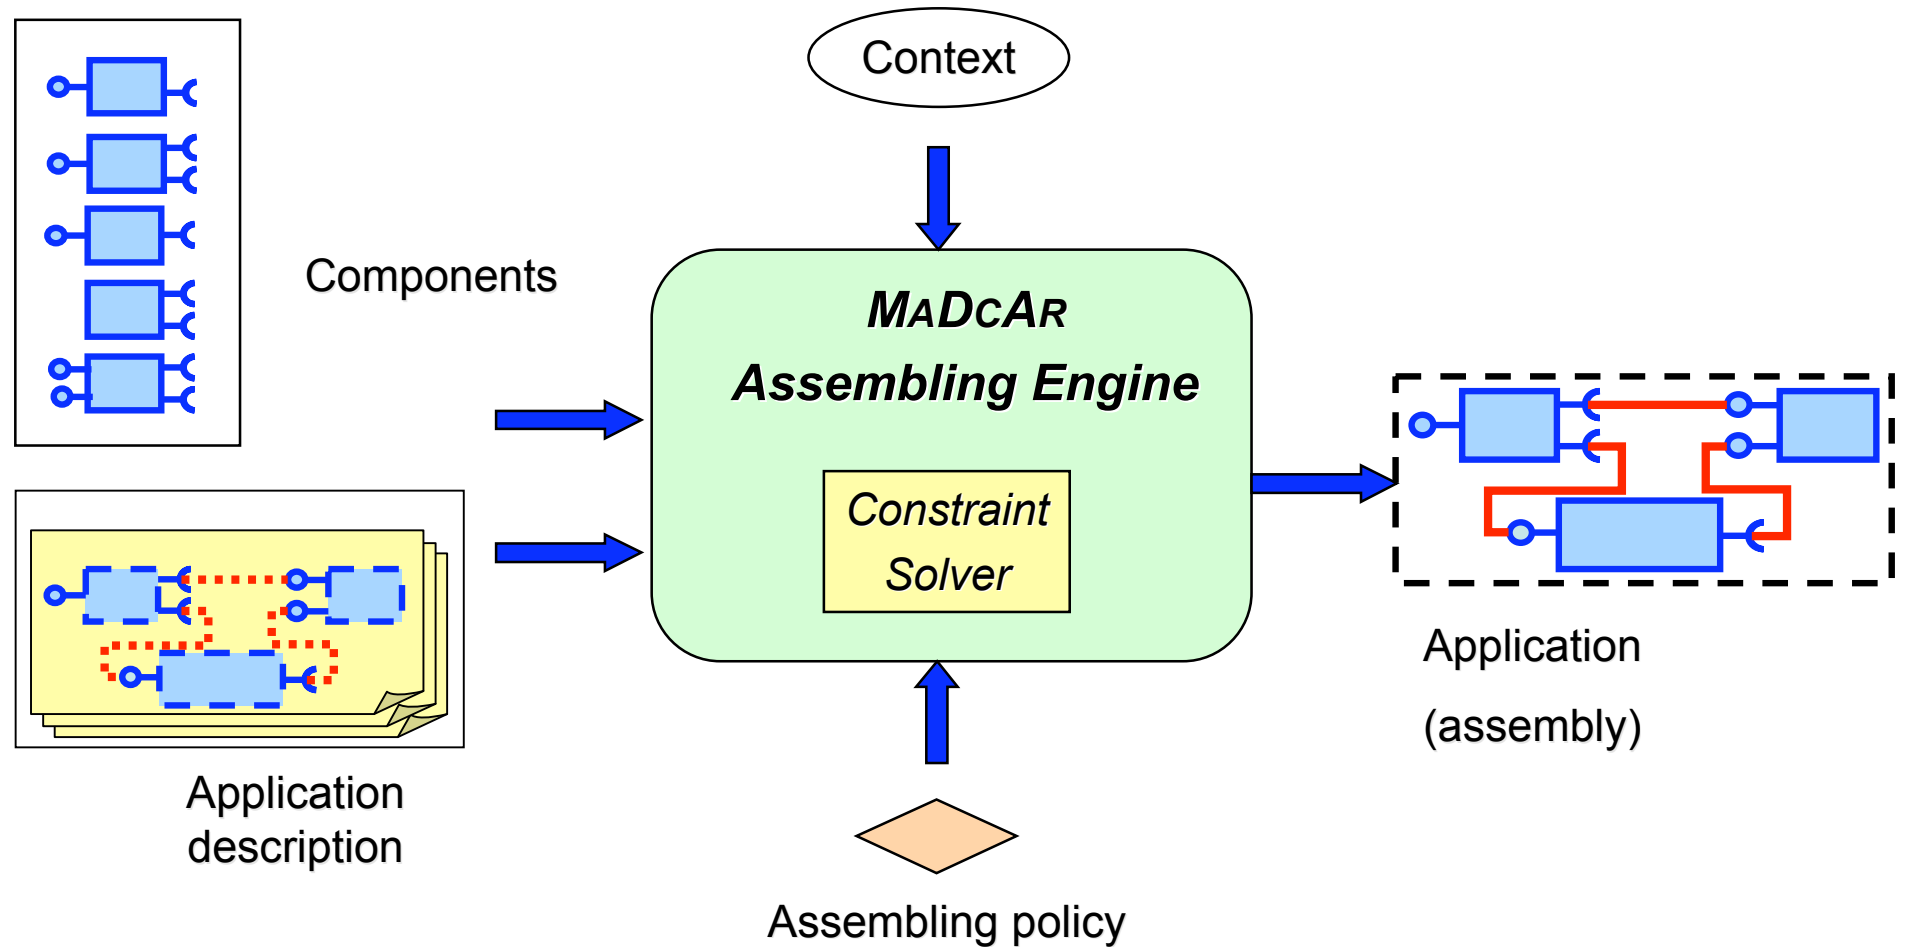 Context
Components
MADCAR
Assembling Engine
Constraint
Solver
Application
(assembly)
Application
description
Assembling policy